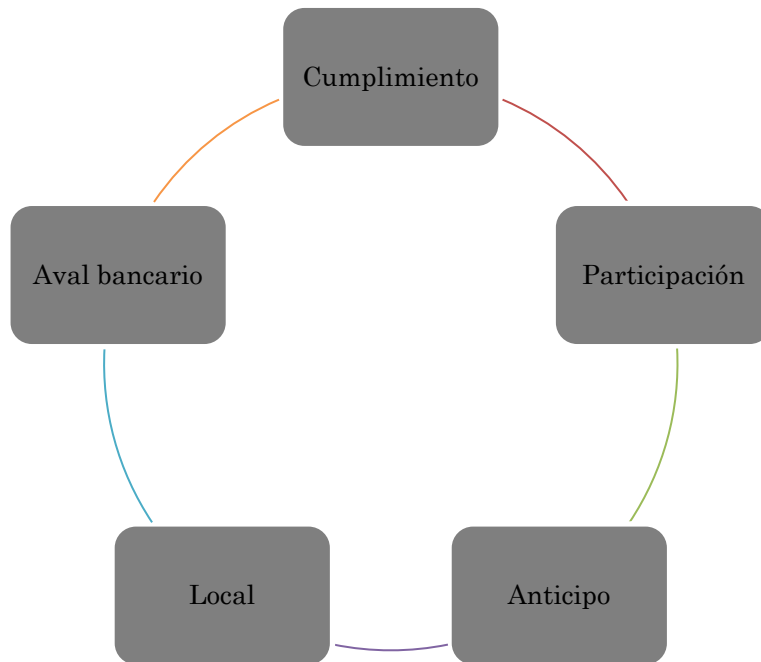 Cumplimiento
Participación
Anticipo
Local
Aval bancario